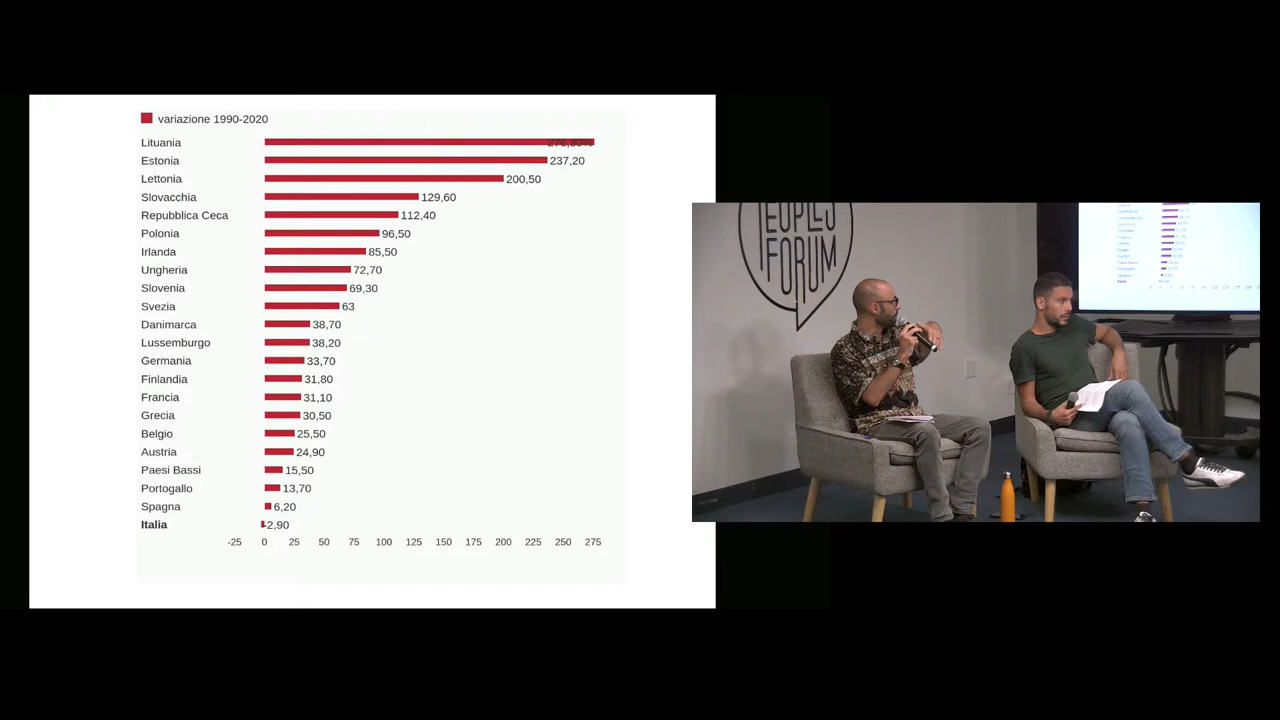 variazione 1990-2020
Lituania 276,30%
Estonia 237,20
Lettonia 200,50
Slovacchia 129,60
Repubblica Ceca 112,40
Polonia 96,50
Irlanda 85,50
Ungheria 72,70
Slovenia 69,30
Svezia 63
Danimarca 38,70
Lussemburgo 38,20
Germania 33,70
Finlandia 31,80
Francia 31,10
Grecia 30,50
Belgio 25,50
Austria 24,90
Paesi Bassi 15,50
Portogallo 13,70
Spagna 6,20
Italia -2,90
-25 0 25 50 75 100 125 150 175 200 225 250 275
PEOPLES
FORUM